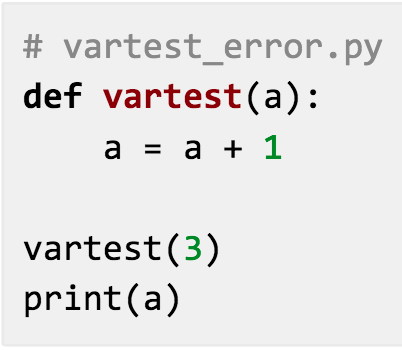 # vartest_error.py
def vartest(a):
    a = a + 1

vartest(3)
print(a)